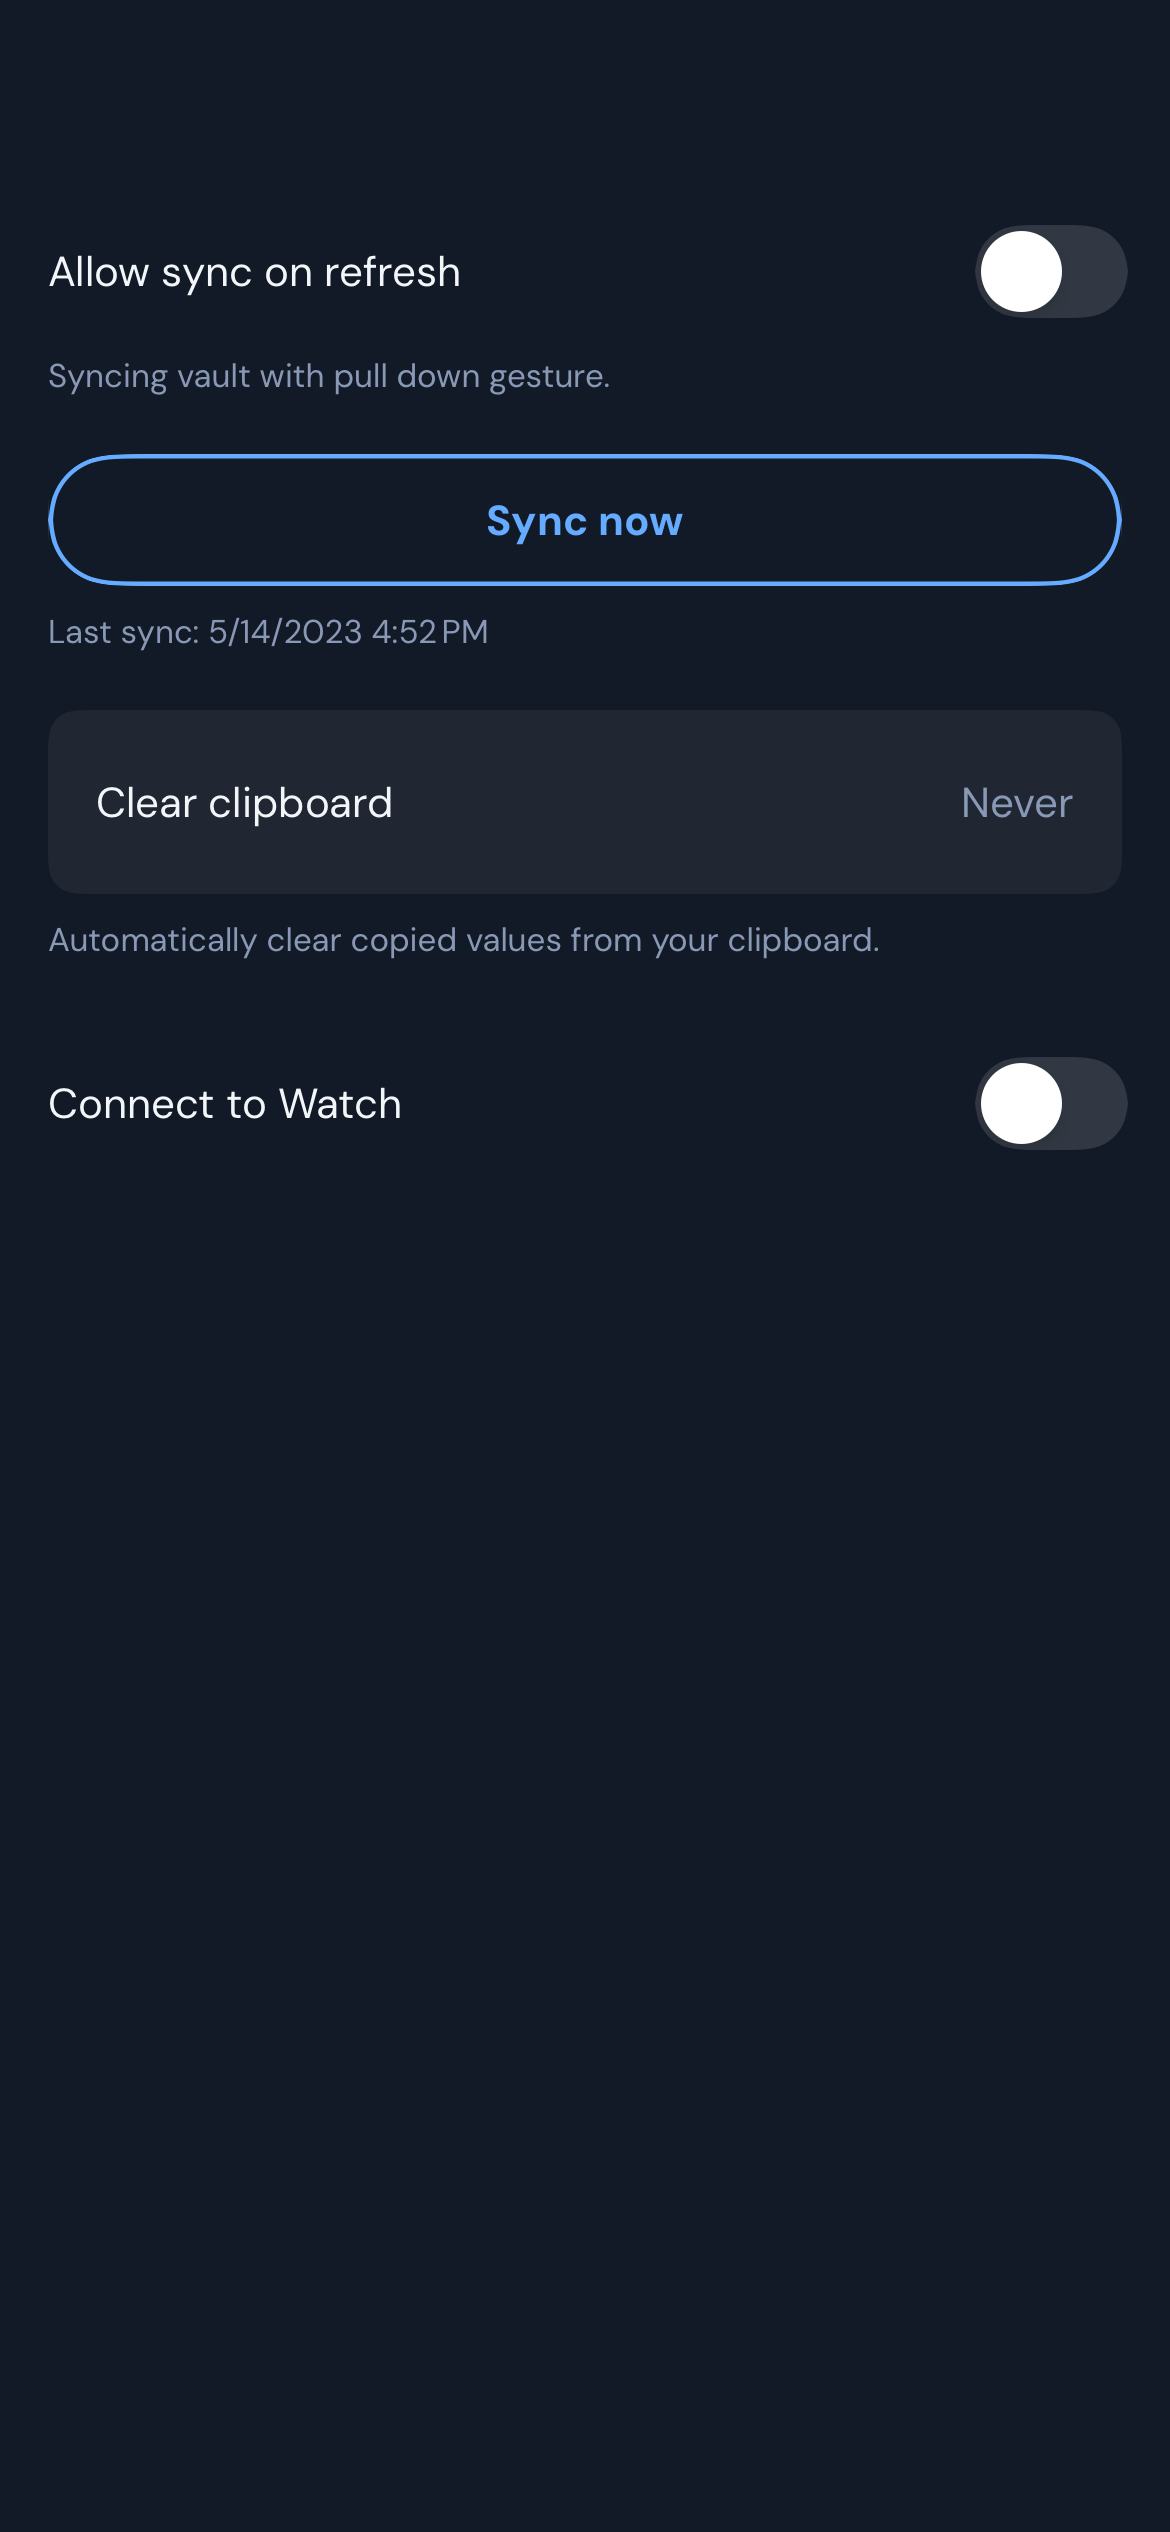 Allow sync on refresh
Syncing vault with pull down gesture.
Sync now
Last sync: 5/14/2023 4:52 PM
Clear clipboard Never
Automatically clear copied values from your clipboard.
Connect to Watch